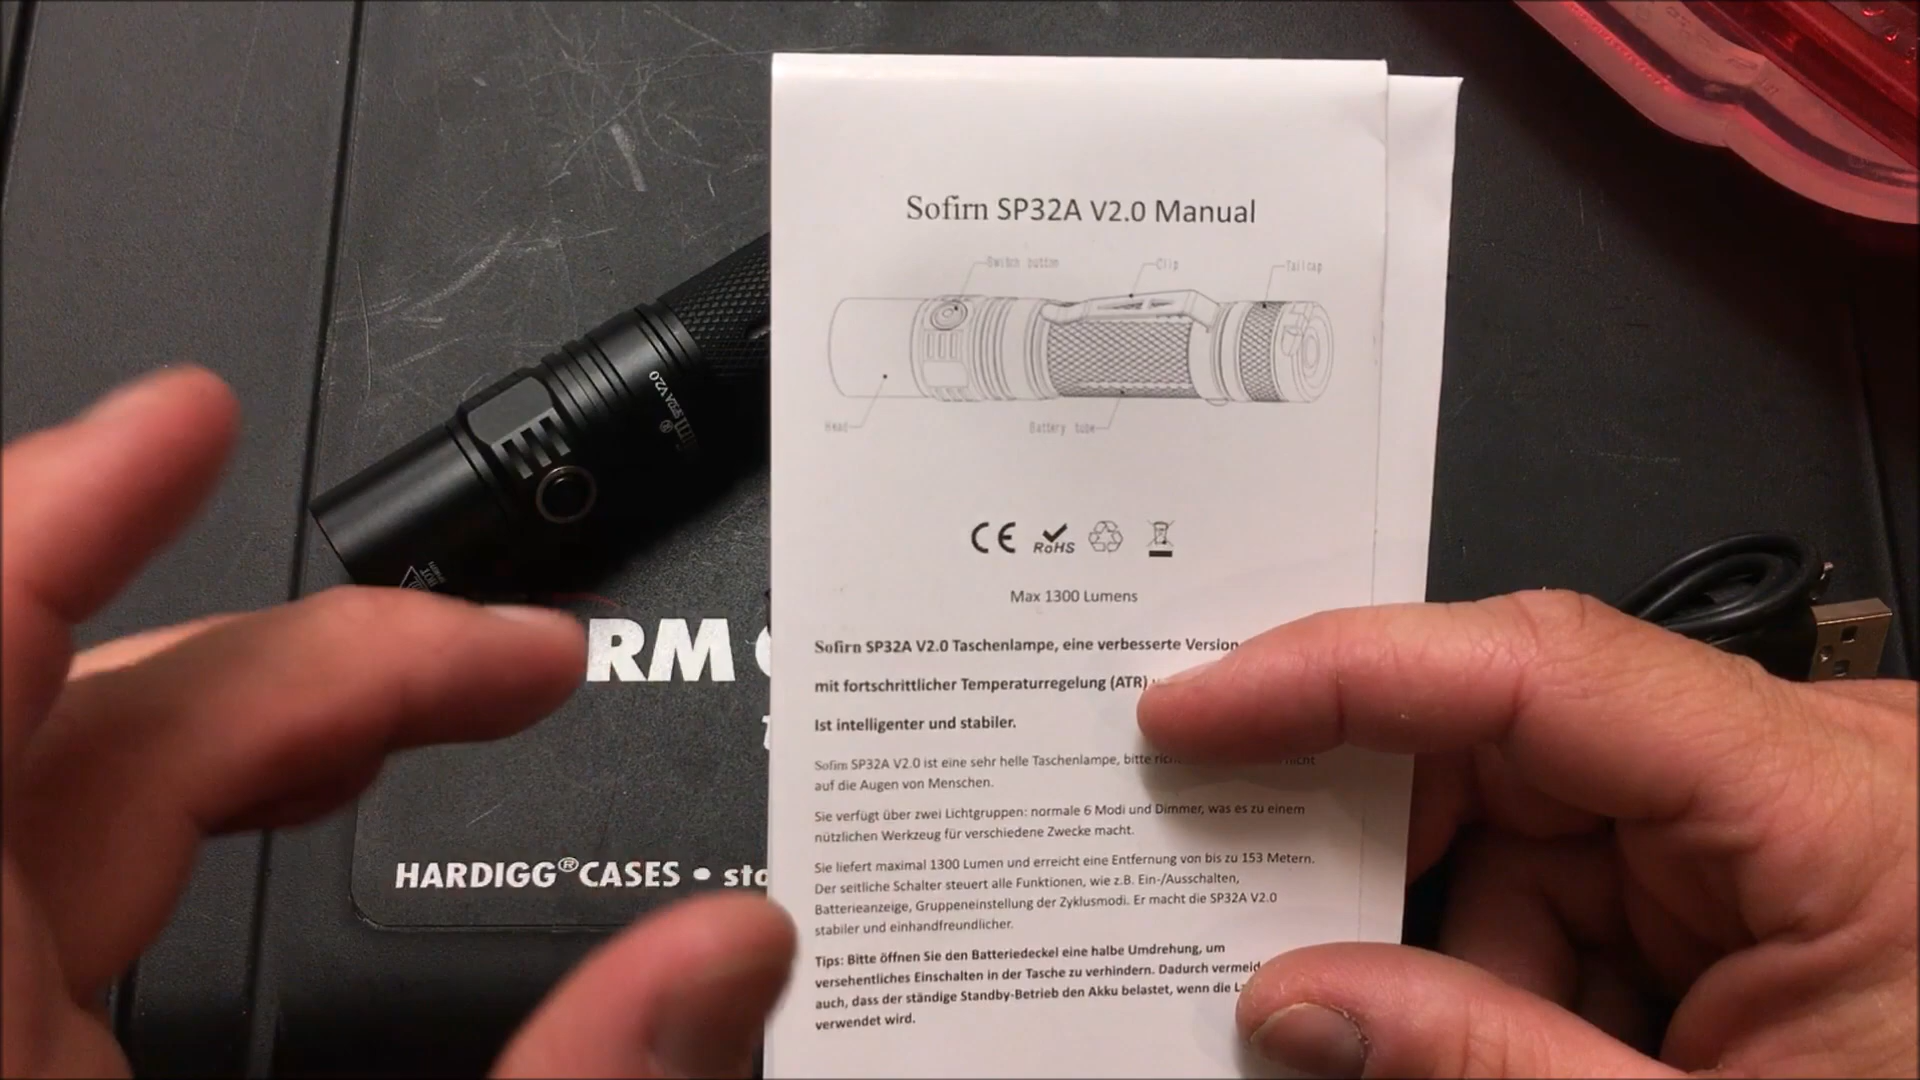 Sofirn SP32A V2.0 Manual
Switch button
Clip
Tailcap
Head
Battery tube
CE
RoHS
Max 1300 Lumens
Sofirn SP32A V2.0 Taschenlampe, eine verbesserte Version
mit fortschrittlicher Temperaturregelung (ATR)
Ist intelligenter und stabiler.
Sofirn SP32A V2.0 ist eine sehr helle Taschenlampe, bitte nicht
auf die Augen von Menschen.
Sie verfügt über zwei Lichtgruppen: normale 6 Modi und Dimmer, was es zu einem
nützlichen Werkzeug für verschiedene Zwecke macht.
Sie liefert maximal 1300 Lumen und erreicht eine Entfernung von bis zu 153 Metern.
Der seitliche Schalter steuert alle Funktionen, wie z.B. Ein-/Ausschalten,
Batterieanzeige, Gruppeneinstellung der Zyklusmodi. Er macht die SP32A V2.0
stabiler und einhandfreundlicher.
Tips: Bitte öffnen Sie den Batteriedeckel eine halbe Umdrehung, um
versehentliches Einschalten in der Tasche zu verhindern. Dadurch vermeid
auch, dass der ständige Standby-Betrieb den Akku belastet, wenn die
verwendet wird.
SP32A V2.0
HOT
RM
HARDIGG®CASES • sto